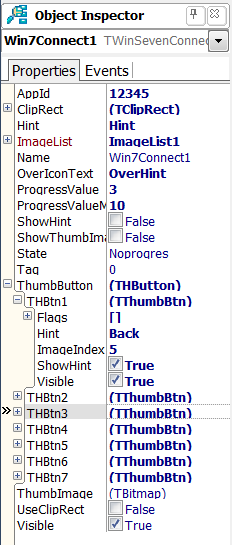 Object Inspector
Win7Connect1 TWinSevenConnec
Properties Events
AppId 12345
ClipRect (TClipRect)
Hint Hint
ImageList ImageList1
Name Win7Connect1
OverIconText OverHint
ProgressValue 3
ProgressValueM 10
ShowHint False
ShowThumbIma False
State Noprogres
Tag 0
ThumbButton (THButton)
THBtn1 (TThumbBtn)
Flags []
Hint Back
ImageIndex 5
ShowHint True
Visible True
THBtn2 (TThumbBtn)
THBtn3 (TThumbBtn)
THBtn4 (TThumbBtn)
THBtn5 (TThumbBtn)
THBtn6 (TThumbBtn)
THBtn7 (TThumbBtn)
ThumbImage (TBitmap)
UseClipRect False
Visible True